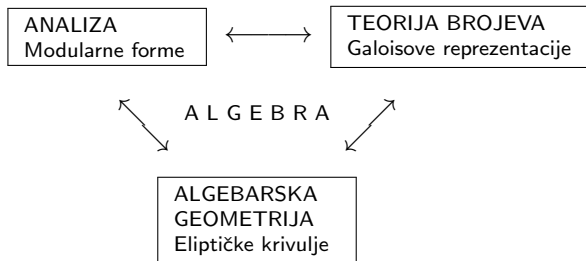 ANALIZA
Modularne forme
TEORIJA BROJEVA
Galoisove reprezentacije
A L G E B R A
ALGEBARSKA
GEOMETRIJA
Eliptičke krivulje